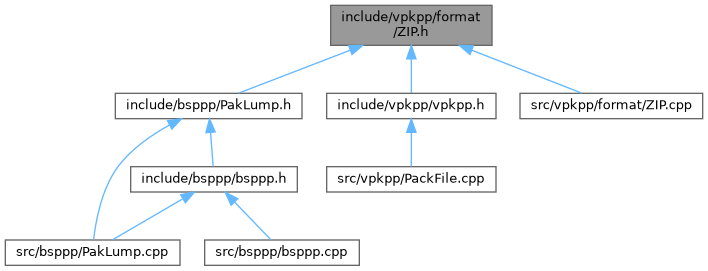 include/vpkpp/format
/ZIP.h
include/bsppp/PakLump.h
include/vpkpp/vpkpp.h
src/vpkpp/format/ZIP.cpp
include/bsppp/bsppp.h
src/vpkpp/PackFile.cpp
src/bsppp/PakLump.cpp
src/bsppp/bsppp.cpp